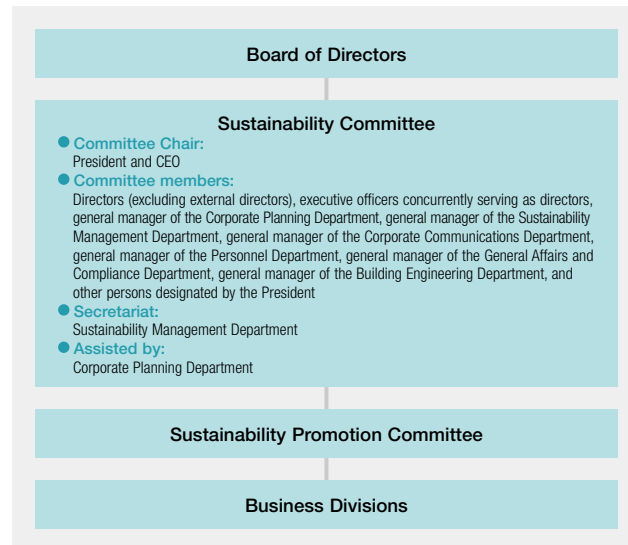 Board of Directors
Sustainability Committee
● Committee Chair:
President and CEO
● Committee members:
Directors (excluding external directors), executive officers concurrently serving as directors,
general manager of the Corporate Planning Department, general manager of the Sustainability
Management Department, general manager of the Corporate Communications Department,
general manager of the Personnel Department, general manager of the General Affairs and
Compliance Department, general manager of the Building Engineering Department, and
other persons designated by the President
● Secretariat:
Sustainability Management Department
● Assisted by:
Corporate Planning Department
Sustainability Promotion Committee
Business Divisions